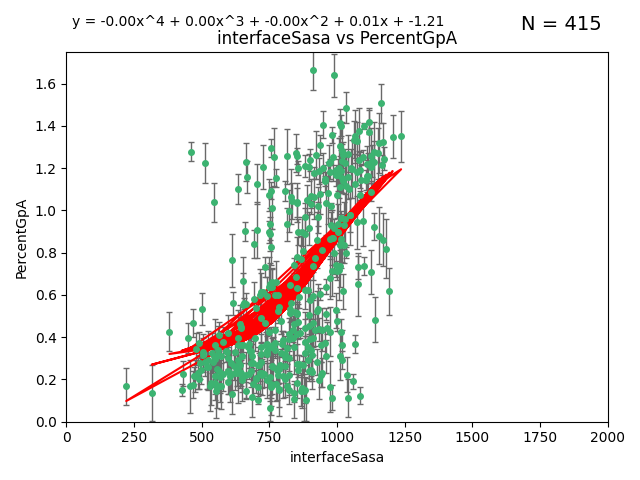 y = -0.00x^4 + 0.00x^3 + -0.00x^2 + 0.01x + -1.21
N = 415
interfaceSasa vs PercentGpA
PercentGpA
1.6
1.4
1.2
1.0
0.8
0.6
0.4
0.2
0.0
0 250 500 750 1000 1250 1500 1750 2000
interfaceSasa